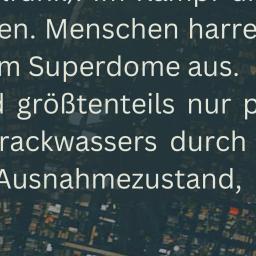 en. Menschen harre
m Superdome aus.
größtenteils nur p
rackwassers durch
Ausnahmezustand,